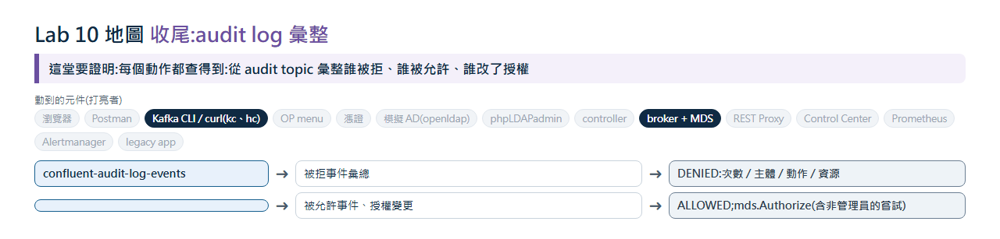 Lab 10 地圖 收尾:audit log 彙整
這堂要證明:每個動作都查得到:從 audit topic 彙整誰被拒、誰被允許、誰改了授權
動到的元件(打亮者)
瀏覽器 Postman Kafka CLI / curl(kc、hc) OP menu 憑證 模擬 AD(openldap) phpLDAPadmin controller broker + MDS REST Proxy Control Center Prometheus
Alertmanager legacy app
confluent-audit-log-events → 被拒事件彙總 → DENIED:次數 / 主體 / 動作 / 資源
→ 被允許事件、授權變更 → ALLOWED;mds.Authorize(含非管理員的嘗試)